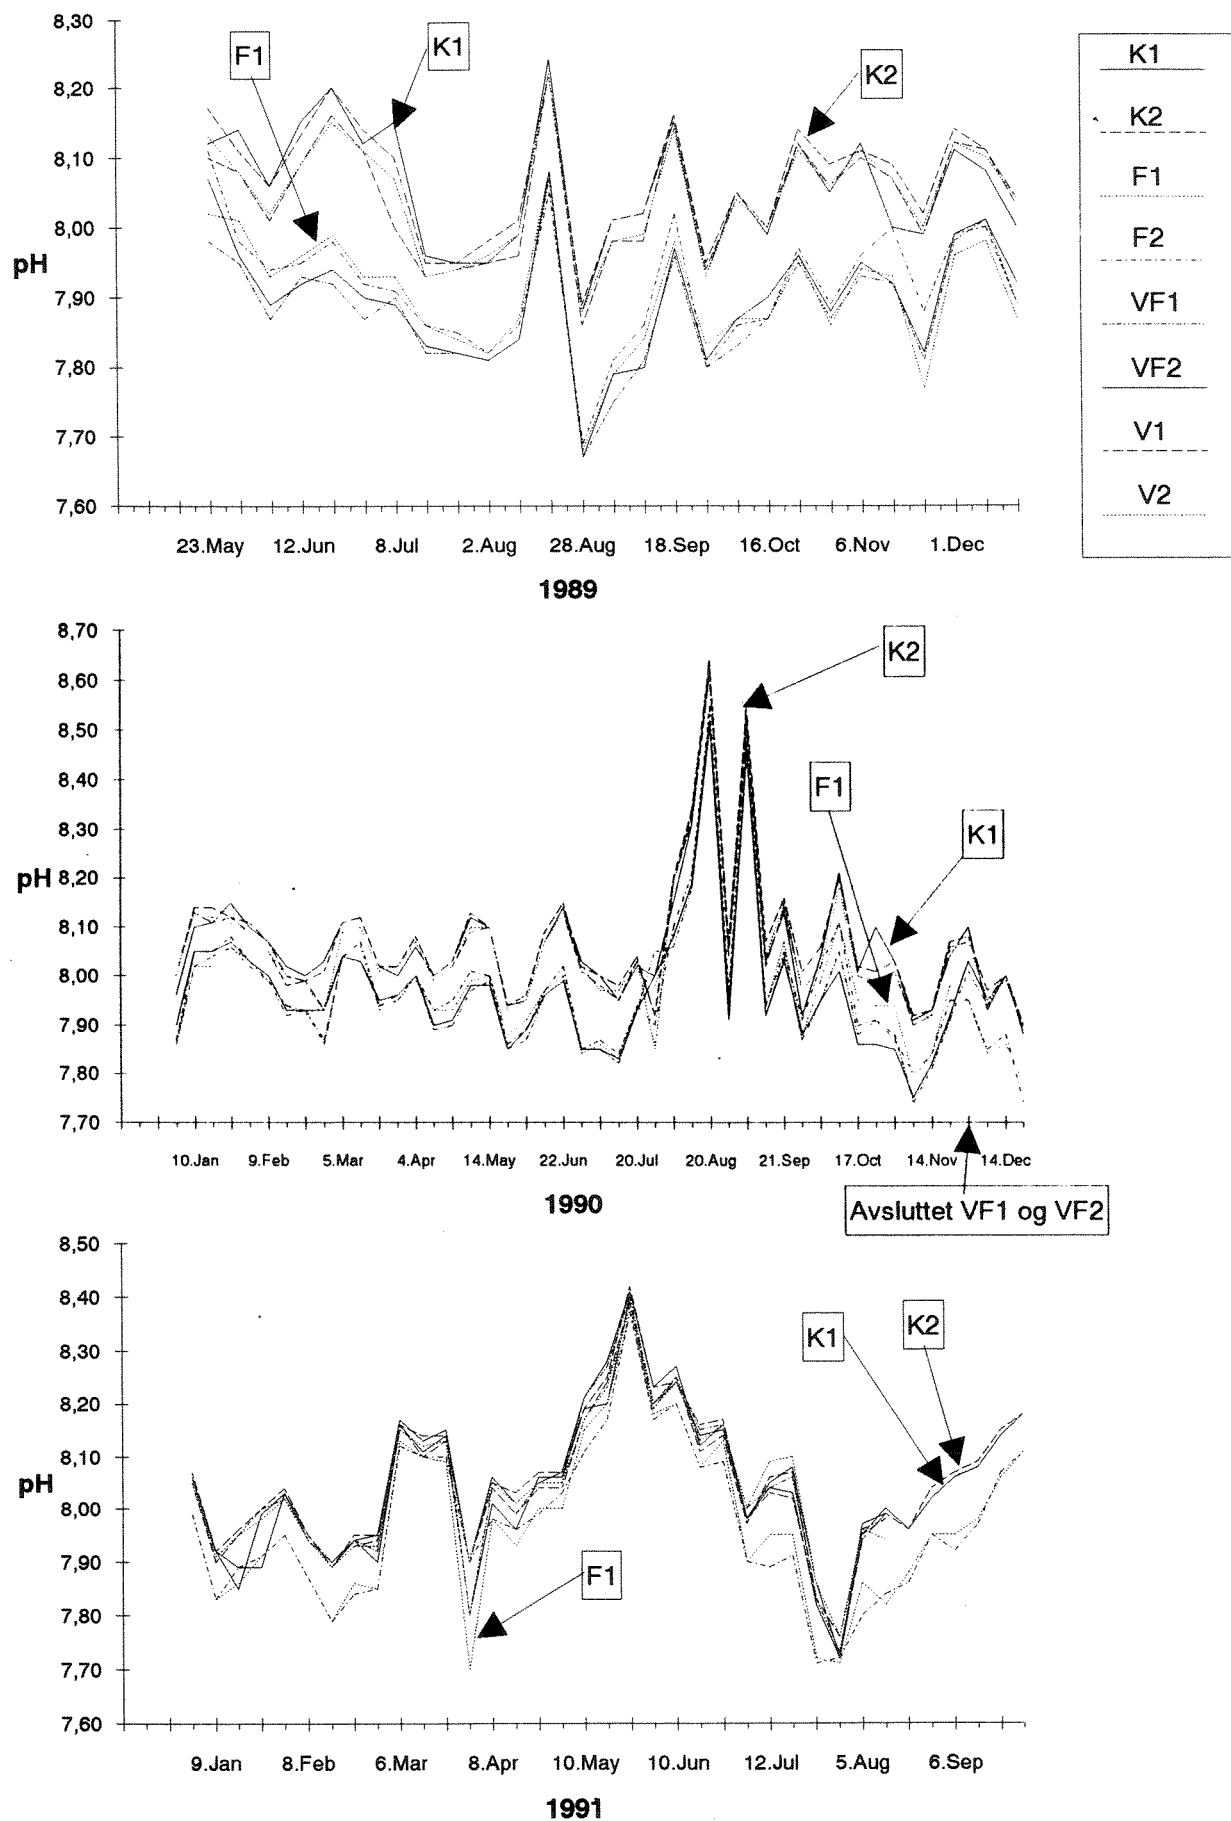 8,30
8,20
8,10
8,00
7,90
7,80
7,70
7,60
pH
F1
K1
K2
23.May 12.Jun 8.Jul 2.Aug 28.Aug 18.Sep 16.Oct 6.Nov 1.Dec
1989
K1
K2
F1
F2
VF1
VF2
V1
V2
8,70
8,60
8,50
8,40
8,30
8,20
8,10
8,00
7,90
7,80
7,70
pH
K2
F1
K1
10.Jan 9.Feb 5.Mar 4.Apr 14.May 22.Jun 20.Jul 20.Aug 21.Sep 17.Oct 14.Nov 14.Dec
1990
Avsluttet VF1 og VF2
8,50
8,40
8,30
8,20
8,10
8,00
7,90
7,80
7,70
7,60
pH
K1
K2
F1
9.Jan 8.Feb 6.Mar 8.Apr 10.May 10.Jun 12.Jul 5.Aug 6.Sep
1991